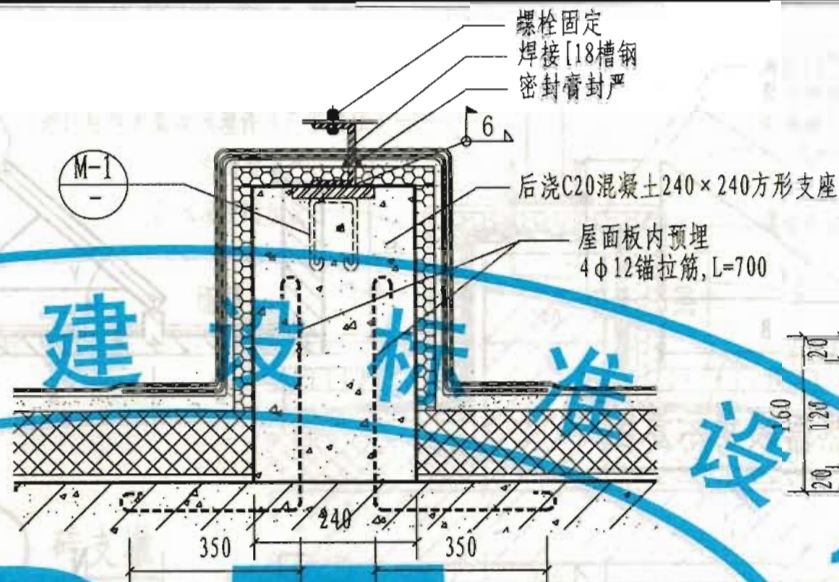 螺栓固定
焊接[18槽钢
密封膏封严
6
M-1
-
后浇C20混凝土240×240方形支座
屋面板内预埋
4φ12锚拉筋,L=700
建设标准设
20
160
120
20
240
350
350